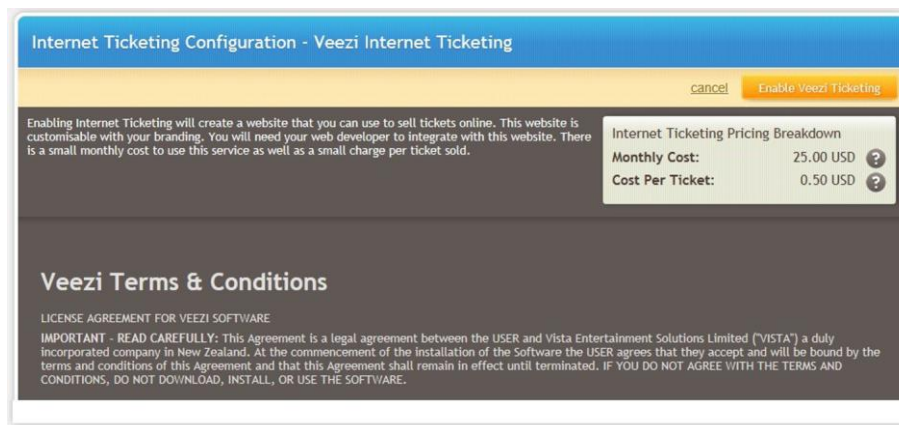 Internet Ticketing Configuration - Veezi Internet Ticketing
cancel
Enable Veezi Ticketing
Enabling Internet Ticketing will create a website that you can use to sell tickets online. This website is
customisable with your branding. You will need your web developer to integrate with this website. There
is a small monthly cost to use this service as well as a small charge per ticket sold.
Internet Ticketing Pricing Breakdown
Monthly Cost: 25.00 USD ?
Cost Per Ticket: 0.50 USD ?
Veezi Terms & Conditions
LICENSE AGREEMENT FOR VEEZI SOFTWARE
IMPORTANT - READ CAREFULLY: This Agreement is a legal agreement between the USER and Vista Entertainment Solutions Limited ("VISTA") a duly
incorporated company in New Zealand. At the commencement of the installation of the Software the USER agrees that they accept and will be bound by the
terms and conditions of this Agreement and that this Agreement shall remain in effect until terminated. IF YOU DO NOT AGREE WITH THE TERMS AND
CONDITIONS, DO NOT DOWNLOAD, INSTALL, OR USE THE SOFTWARE.